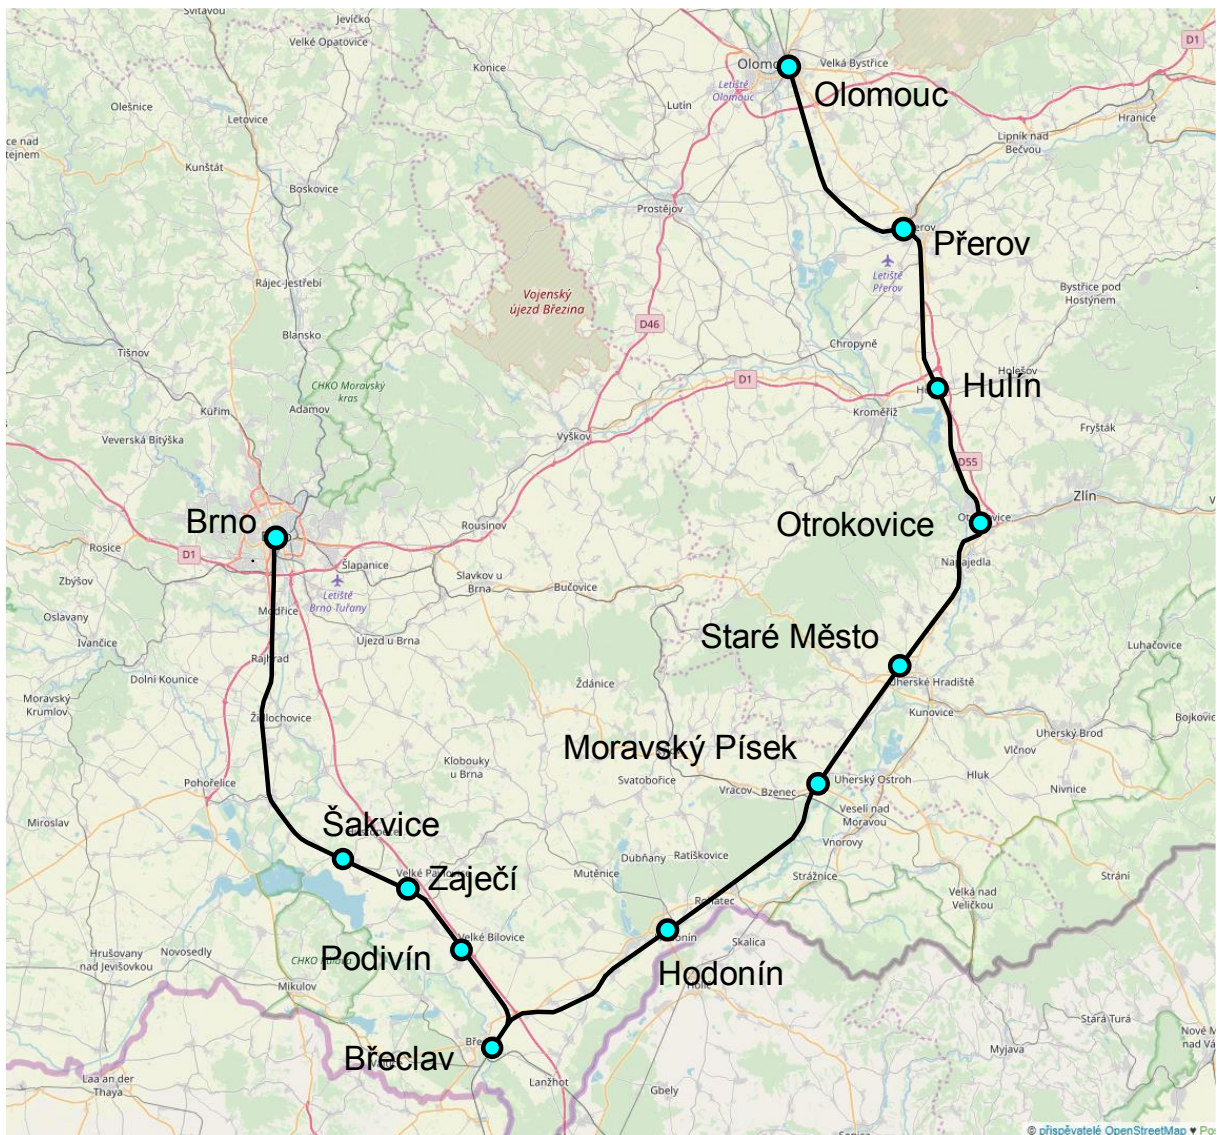 Svitavou
Jevíčko
Velké Opatovice
Konice
Olomouc
Velká Bystřice
D1
Letiště
Olomouc
Olešnice
Letovice
Lutín
Hranice
Lipník nad
Bečvou
Kunštát
Boskovice
Prostějov
Přerov
Letiště
Přerov
Rájec-Jestřebí
Vojenský
újezd Březina
Bystřice pod
Hostýnem
D46
Blansko
Chropyně
Tišnov
CHKO Moravský
kras
D1
Holešov
Hulín
Kuřim
Adamov
Kroměříž
Fryšták
Veverská Bitýška
Vyškov
D55
Zlín
Brno
Rousínov
Otrokovice
Rosice
D1
Šlapanice
Napajedla
Zbýšov
Letiště
Brno Tuřany
Slavkov u
Brna
Bučovice
Oslavany
Modřice
Ivančice
Újezd u Brna
Staré Město
Luhačovice
Rajhrad
Dolní Kounice
Ždánice
Uherské Hradiště
Moravský
Krumlov
Židlochovice
Kunovice
Bojkovice
Uherský Brod
Moravský Písek
Vlčnov
Klobouky
u Brna
Svatobořice
Uherský Ostroh
Hluk
Pohořelice
Vracov
Bzenec
Nivnice
Veselí nad
Moravou
Miroslav
Šakvice
Vnorovy
Dubňany
Ratíškovice
Velké Pavlovice
Zaječí
Mutěnice
Strážnice
Strání
Velká nad
Veličkou
Rohatec
Podivín
Velké Bílovice
Skalica
Hrušovany
nad Jevišovkou
Novosedly
Hodonín
Mikulov
Holíč
Stará Turá
Břeclav
Myjava
Laa an der
Thaya
Lanžhot
Gbely
© přispěvatelé OpenStreetMap ♥